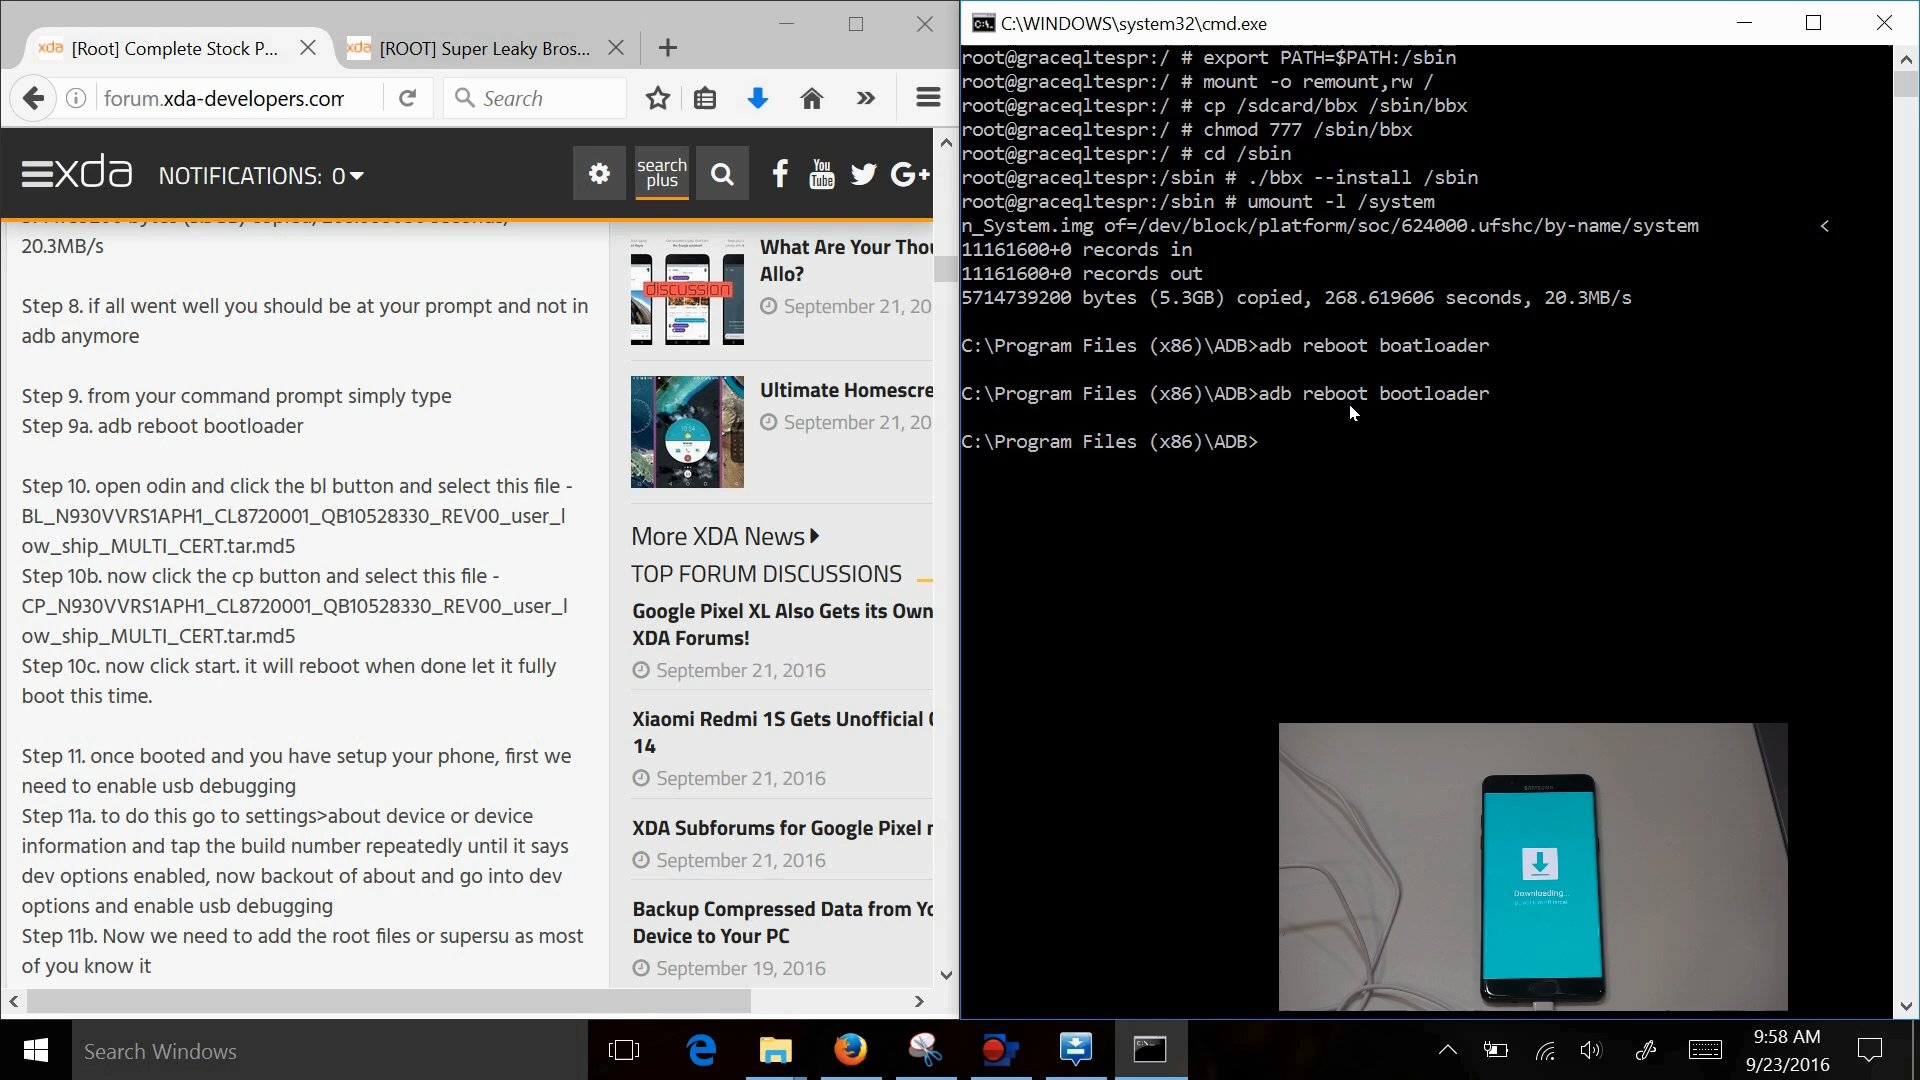 [Root] Complete Stock P...
[ROOT] Super Leaky Bros...
forum.xda-developers.com
Search
xda
NOTIFICATIONS: 0
search
plus
You
Tube
G+
20.3MB/s
Step 8. if all went well you should be at your prompt and not in
adb anymore
Step 9. from your command prompt simply type
Step 9a. adb reboot bootloader
Step 10. open odin and click the bl button and select this file -
BL_N930VVRS1APH1_CL8720001_QB10528330_REV00_user_l
ow_ship_MULTI_CERT.tar.md5
Step 10b. now click the cp button and select this file -
CP_N930VVRS1APH1_CL8720001_QB10528330_REV00_user_l
ow_ship_MULTI_CERT.tar.md5
Step 10c. now click start. it will reboot when done let it fully
boot this time.
Step 11. once booted and you have setup your phone, first we
need to enable usb debugging
Step 11a. to do this go to settings>about device or device
information and tap the build number repeatedly until it says
dev options enabled, now backout of about and go into dev
options and enable usb debugging
Step 11b. Now we need to add the root files or supersu as most
of you know it
discussion
What Are Your Thou
Allo?
September 21, 20
Ultimate Homescre
September 21, 20
More XDA News
TOP FORUM DISCUSSIONS
Google Pixel XL Also Gets its Own
XDA Forums!
September 21, 2016
Xiaomi Redmi 1S Gets Unofficial
14
September 21, 2016
XDA Subforums for Google Pixel
September 21, 2016
Backup Compressed Data from Yo
Device to Your PC
September 19, 2016
C:\WINDOWS\system32\cmd.exe
root@graceqltespr:/ # export PATH=$PATH:/sbin
root@graceqltespr:/ # mount -o remount,rw /
root@graceqltespr:/ # cp /sdcard/bbx /sbin/bbx
root@graceqltespr:/ # chmod 777 /sbin/bbx
root@graceqltespr:/ # cd /sbin
root@graceqltespr:/sbin # ./bbx --install /sbin
root@graceqltespr:/sbin # umount -l /system
n_System.img of=/dev/block/platform/soc/624000.ufshc/by-name/system <
11161600+0 records in
11161600+0 records out
5714739200 bytes (5.3GB) copied, 268.619606 seconds, 20.3MB/s
C:\Program Files (x86)\ADB>adb reboot boatloader
C:\Program Files (x86)\ADB>adb reboot bootloader
C:\Program Files (x86)\ADB>
SAMSUNG
Downloading...
Search Windows
9:58 AM
9/23/2016